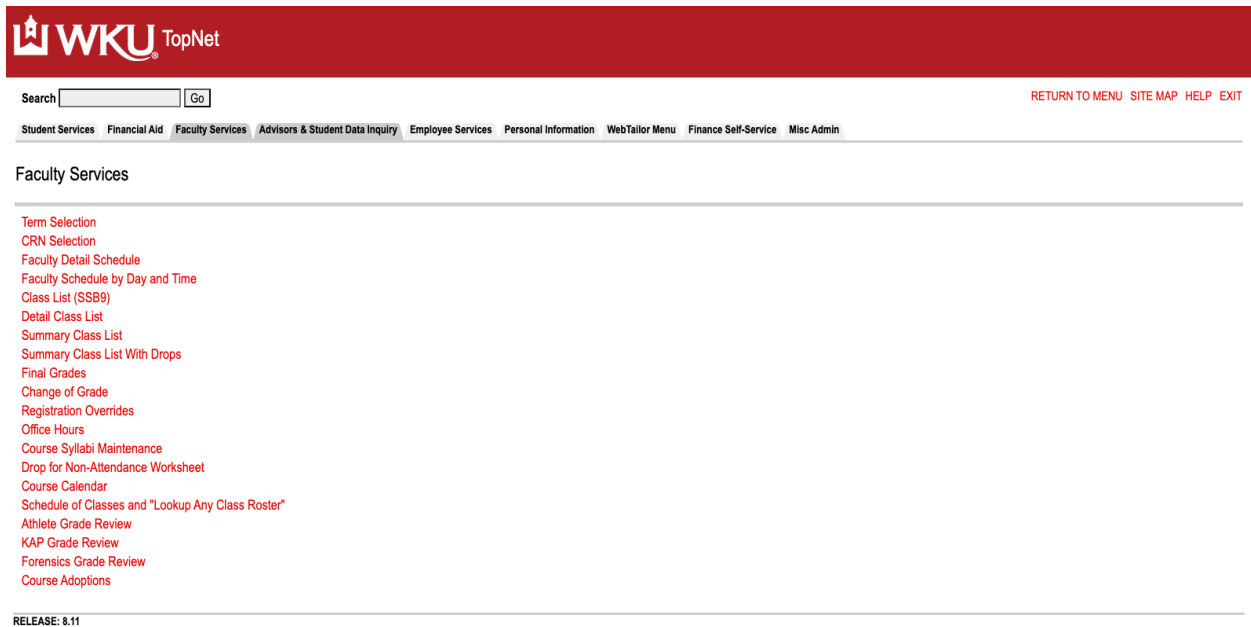 WKU® TopNet
Search Go
RETURN TO MENU SITE MAP HELP EXIT
Student Services Financial Aid Faculty Services Advisors & Student Data Inquiry Employee Services Personal Information WebTailor Menu Finance Self-Service Misc Admin
Faculty Services
Term Selection
CRN Selection
Faculty Detail Schedule
Faculty Schedule by Day and Time
Class List (SSB9)
Detail Class List
Summary Class List
Summary Class List With Drops
Final Grades
Change of Grade
Registration Overrides
Office Hours
Course Syllabi Maintenance
Drop for Non-Attendance Worksheet
Course Calendar
Schedule of Classes and "Lookup Any Class Roster"
Athlete Grade Review
KAP Grade Review
Forensics Grade Review
Course Adoptions
RELEASE: 8.11